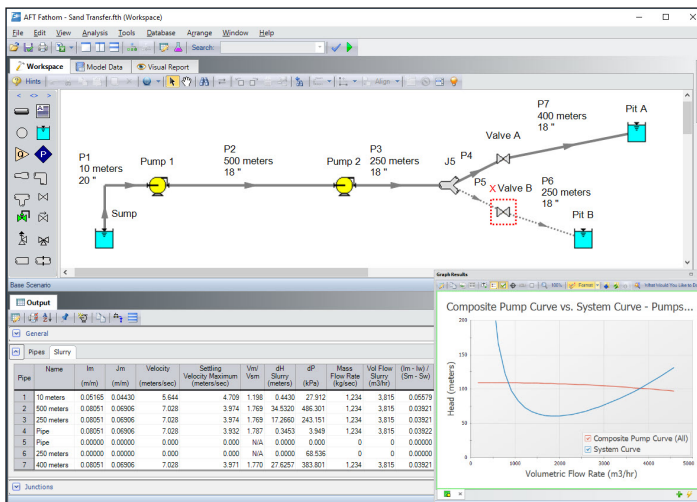 AFT Fathom - Sand Transfer.fth (Workspace)
File Edit View Analysis Tools Database Arrange Window Help
Search:
Workspace Model Data Visual Report
Hints Align
P7
400 meters
18 "
Pit A
Valve A
P1
10 meters
20 "
Pump 1
P2
500 meters
18 "
Pump 2
P3
250 meters
18 "
J5
P4
P5
X Valve B
P6
250 meters
18 "
Sump
Pit B
Base Scenario
Output
General
Pipes Slurry
Pipe Name Im (m/m) Jm (m/m) Velocity (meters/sec) Settling Velocity Maximum (meters/sec) Vm/ Vsm dH Slurry (meters) dP (kPa) Mass Flow Rate (kg/sec) Vol Flow Slurry (m3/hr) (Im - Iw) / (Sm - Sw)
1 10 meters 0.05165 0.04430 5.644 4.709 1.198 0.4430 27.912 1,234 3,815 0.05579
2 500 meters 0.08051 0.06906 7.028 3.974 1.769 34.5320 486.301 1,234 3,815 0.03921
3 250 meters 0.08051 0.06906 7.028 3.974 1.769 17.2660 243.151 1,234 3,815 0.03921
4 Pipe 0.08051 0.06906 7.028 3.932 1.787 0.3453 3.949 1,234 3,815 0.03922
5 Pipe 0.00000 0.00000 0.000 0.000 N/A 0.0000 0.000 0 0 0.00000
6 250 meters 0.00000 0.00000 0.000 0.000 N/A 0.0000 68.536 0 0 0.00000
7 400 meters 0.08051 0.06906 7.028 3.971 1.770 27.6257 383.801 1,234 3,815 0.03921
Junctions
Graph Results
100% Format What Would You Like to D
Composite Pump Curve vs. System Curve - Pumps...
Head (meters)
200
150
100
50
0
0 1000 2000 3000 4000 5000
Volumetric Flow Rate (m3/hr)
Composite Pump Curve (All)
System Curve